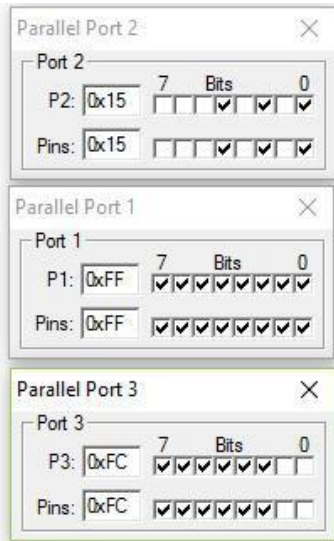 Parallel Port 2
Port 2
7 Bits 0
P2: 0x15
Pins: 0x15
Parallel Port 1
Port 1
7 Bits 0
P1: 0xFF
Pins: 0xFF
Parallel Port 3
Port 3
7 Bits 0
P3: 0xFC
Pins: 0xFC